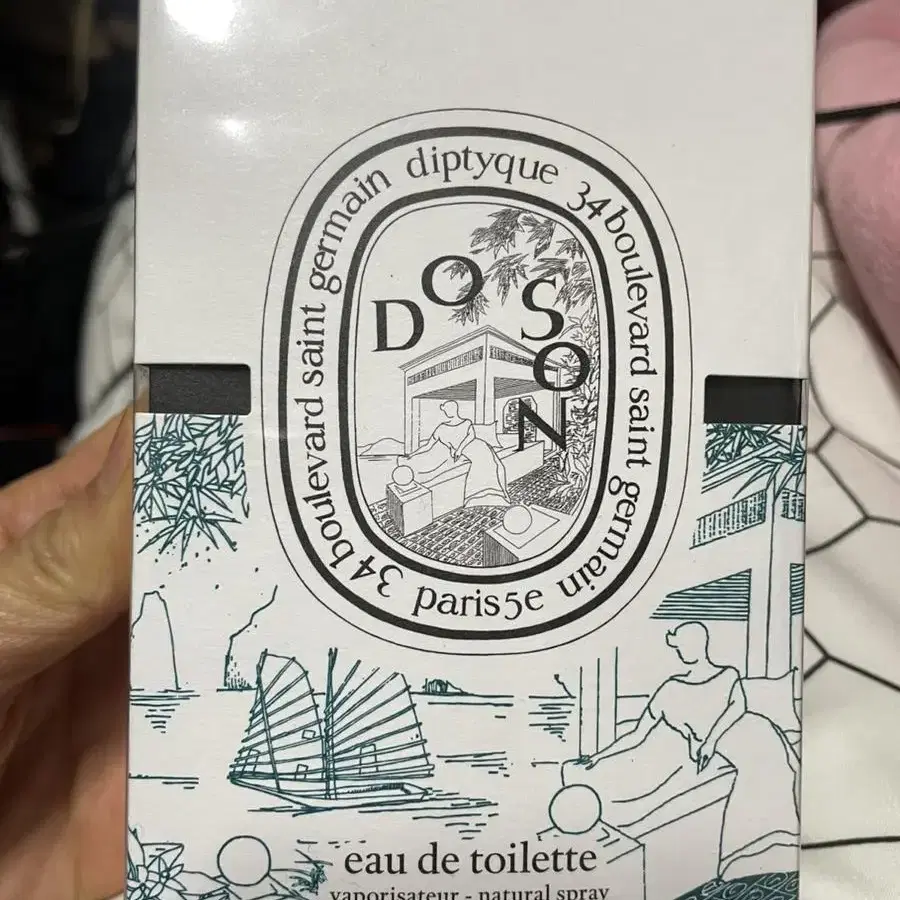 diptyque 34 boulevard saint germain paris5e 34 boulevard saint germain
DO SON
eau de toilette
vaporisateur - natural spray